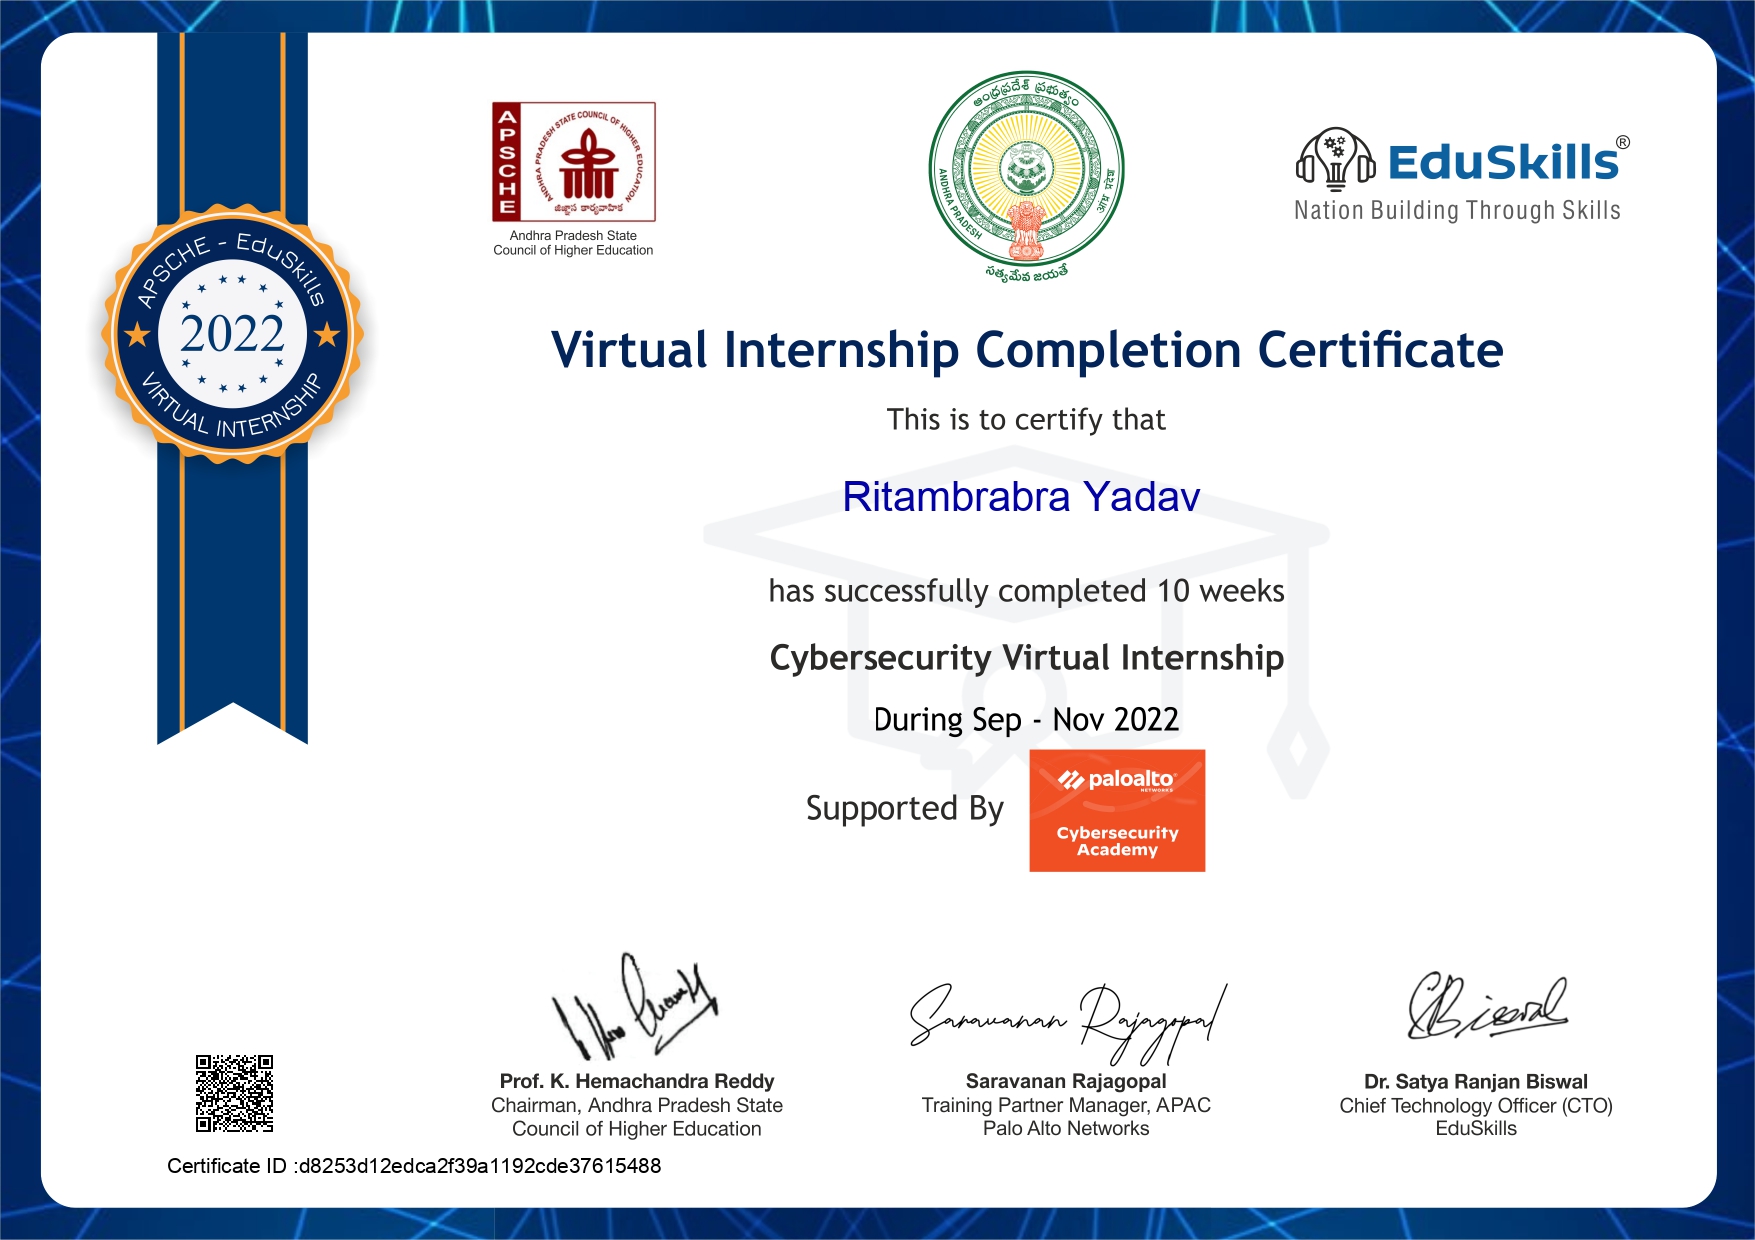 APSCHE
ANDHRA PRADESH STATE COUNCIL OF HIGHER EDUCATION
జిజ్ఞాస కార్యవాహిక
Andhra Pradesh State
Council of Higher Education
ఆంధ్రప్రదేశ్ ప్రభుత్వం
ANDHRA PRADESH
आंध्र प्रदेश
సత్యమేవ జయతే
EduSkills®
Nation Building Through Skills
APSCHE - EduSkills
2022
VIRTUAL INTERNSHIP
Virtual Internship Completion Certificate
This is to certify that
Ritambrabra Yadav
has successfully completed 10 weeks
Cybersecurity Virtual Internship
During Sep - Nov 2022
Supported By
paloalto
NETWORKS
Cybersecurity
Academy
Saravanan Rajagopal
SRBiswal
Prof. K. Hemachandra Reddy
Chairman, Andhra Pradesh State
Council of Higher Education
Saravanan Rajagopal
Training Partner Manager, APAC
Palo Alto Networks
Dr. Satya Ranjan Biswal
Chief Technology Officer (CTO)
EduSkills
Certificate ID :d8253d12edca2f39a1192cde37615488